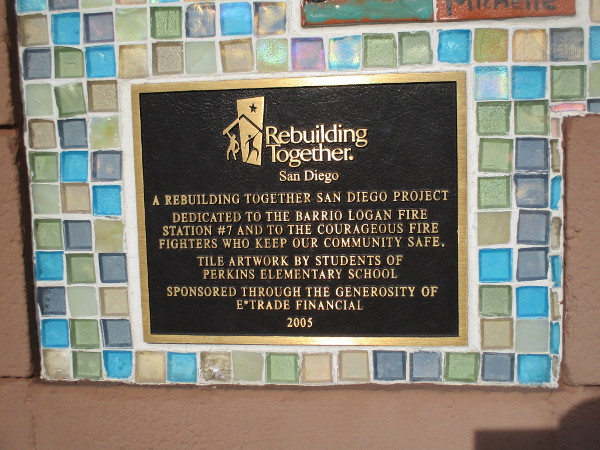 Michelle
Rebuilding
Together.
San Diego
A REBUILDING TOGETHER SAN DIEGO PROJECT
DEDICATED TO THE BARRIO LOGAN FIRE
STATION #7 AND TO THE COURAGEOUS FIRE
FIGHTERS WHO KEEP OUR COMMUNITY SAFE.
TILE ARTWORK BY STUDENTS OF
PERKINS ELEMENTARY SCHOOL
SPONSORED THROUGH THE GENEROSITY OF
E*TRADE FINANCIAL
2005